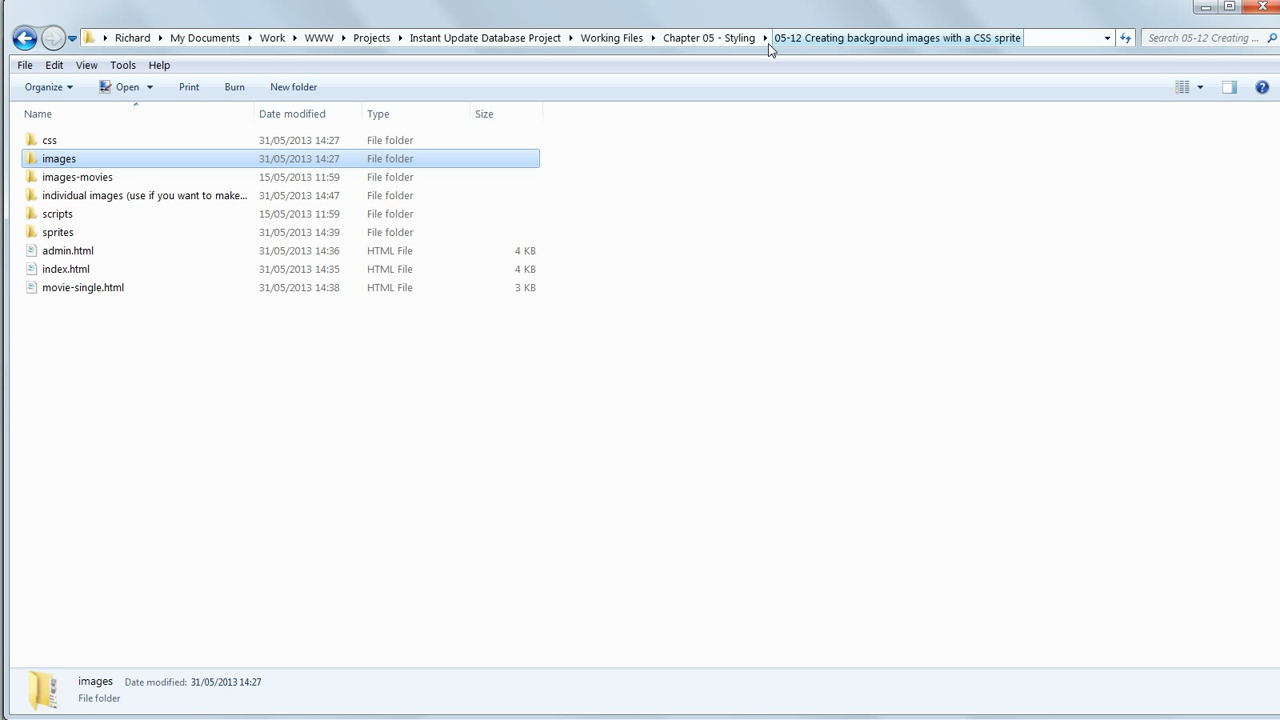 Richard My Documents Work WWW Projects Instant Update Database Project Working Files Chapter 05 - Styling 05-12 Creating background images with a CSS sprite Search 05-12 Creating ...
File Edit View Tools Help
Organize Open Print Burn New folder
Name Date modified Type Size
css 31/05/2013 14:27 File folder
images 31/05/2013 14:27 File folder
images-movies 15/05/2013 11:59 File folder
individual images (use if you want to make... 31/05/2013 14:47 File folder
scripts 15/05/2013 11:59 File folder
sprites 31/05/2013 14:39 File folder
admin.html 31/05/2013 14:36 HTML File 4 KB
index.html 31/05/2013 14:35 HTML File 4 KB
movie-single.html 31/05/2013 14:38 HTML File 3 KB
images Date modified: 31/05/2013 14:27
File folder